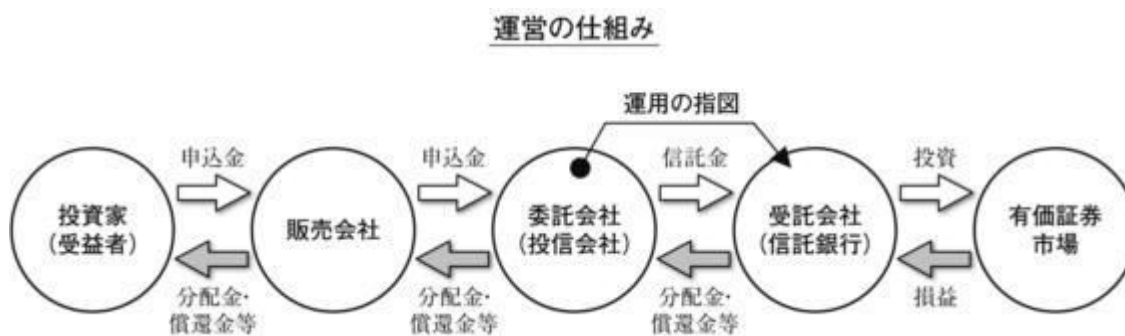 運営の仕組み
運用の指図
申込金
申込金
信託金
投資
投資家
(受益者)
販売会社
委託会社
(投信会社)
受託会社
(信託銀行)
有価証券
市場
分配金・
償還金等
分配金・
償還金等
分配金・
償還金等
損益